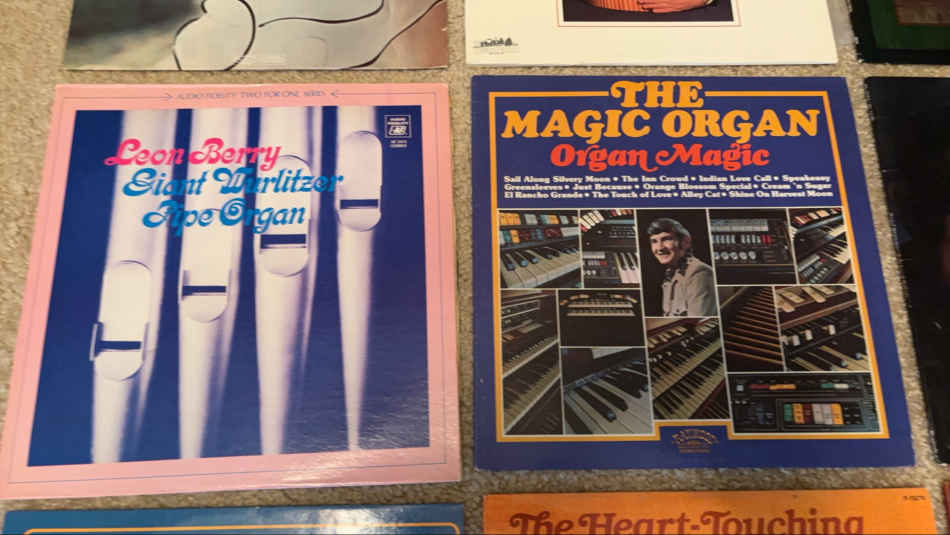 AUDIO FIDELITY TWO FOR ONE SERIES
Leon Berry
Giant Wurlitzer
Pipe Organ
THE
MAGIC ORGAN
Organ Magic
Sail Along Silvery Moon • The Inn Crowd • Indian Love Call • Speakeasy
Greensleeves • Just Because • Orange Blossom Special • Cream 'n Sugar
El Rancho Grande • The Touch of Love • Alley Cat • Shine On Harvest Moon
The Heart-Touching